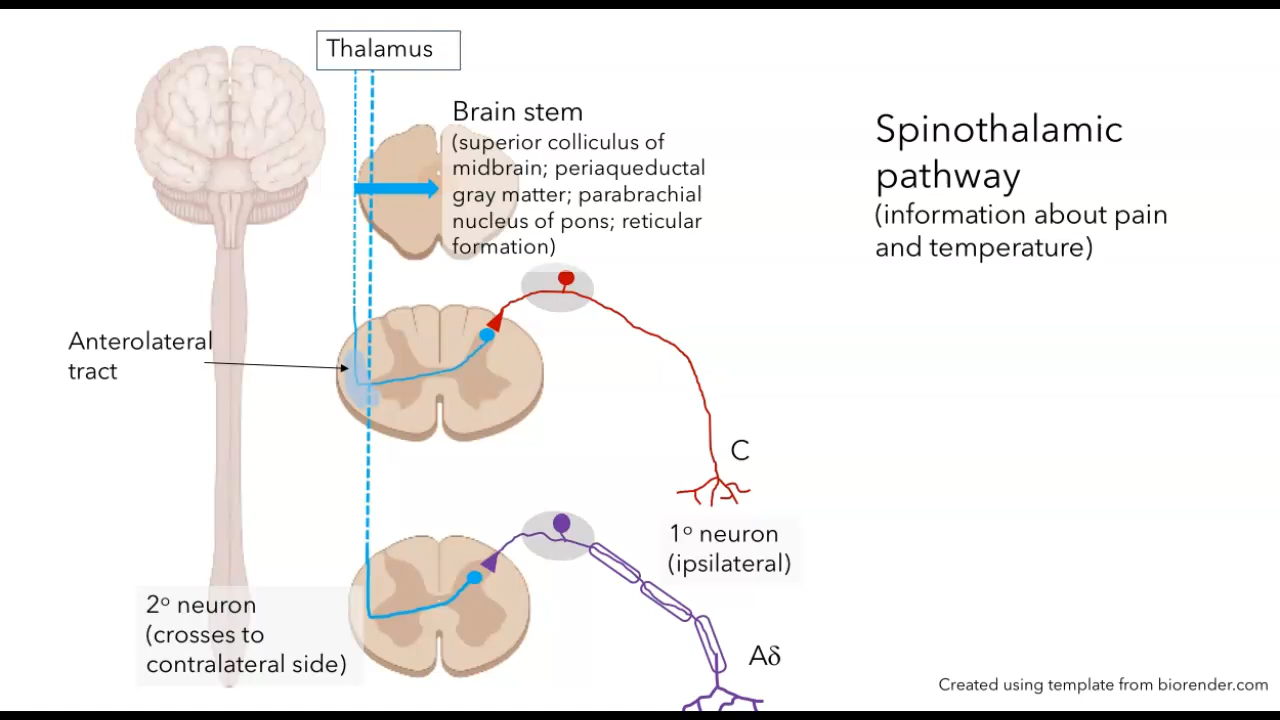 Thalamus
Brain stem
(superior colliculus of
midbrain; periaqueductal
gray matter; parabrachial
nucleus of pons; reticular
formation)
Spinothalamic
pathway
(information about pain
and temperature)
Anterolateral
tract
C
1º neuron
(ipsilateral)
2º neuron
(crosses to
contralateral side)
Aδ
Created using template from biorender.com